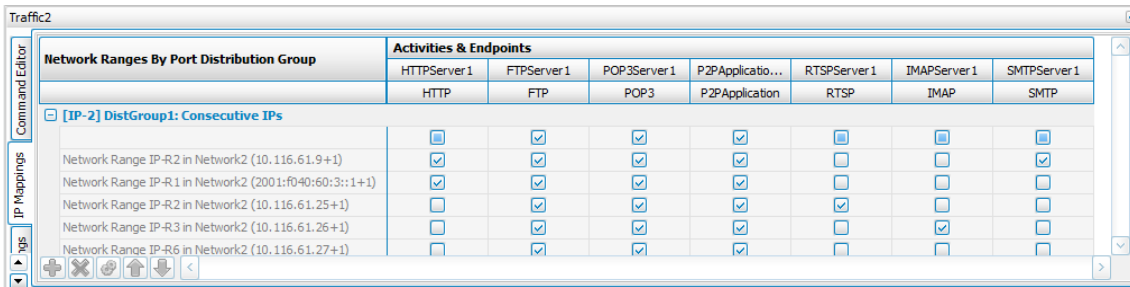 Traffic2
Command Editor
IP Mappings
ngs
Network Ranges By Port Distribution Group
Activities & Endpoints
HTTPServer1 FTPServer1 POP3Server1 P2PApplicatio... RTSPServer1 IMAPServer1 SMTPServer1
HTTP FTP POP3 P2PApplication RTSP IMAP SMTP
[IP-2] DistGroup1: Consecutive IPs
Network Range IP-R2 in Network2 (10.116.61.9+1)
Network Range IP-R1 in Network2 (2001:f040:60:3::1+1)
Network Range IP-R2 in Network2 (10.116.61.25+1)
Network Range IP-R3 in Network2 (10.116.61.26+1)
Network Range IP-R6 in Network2 (10.116.61.27+1)